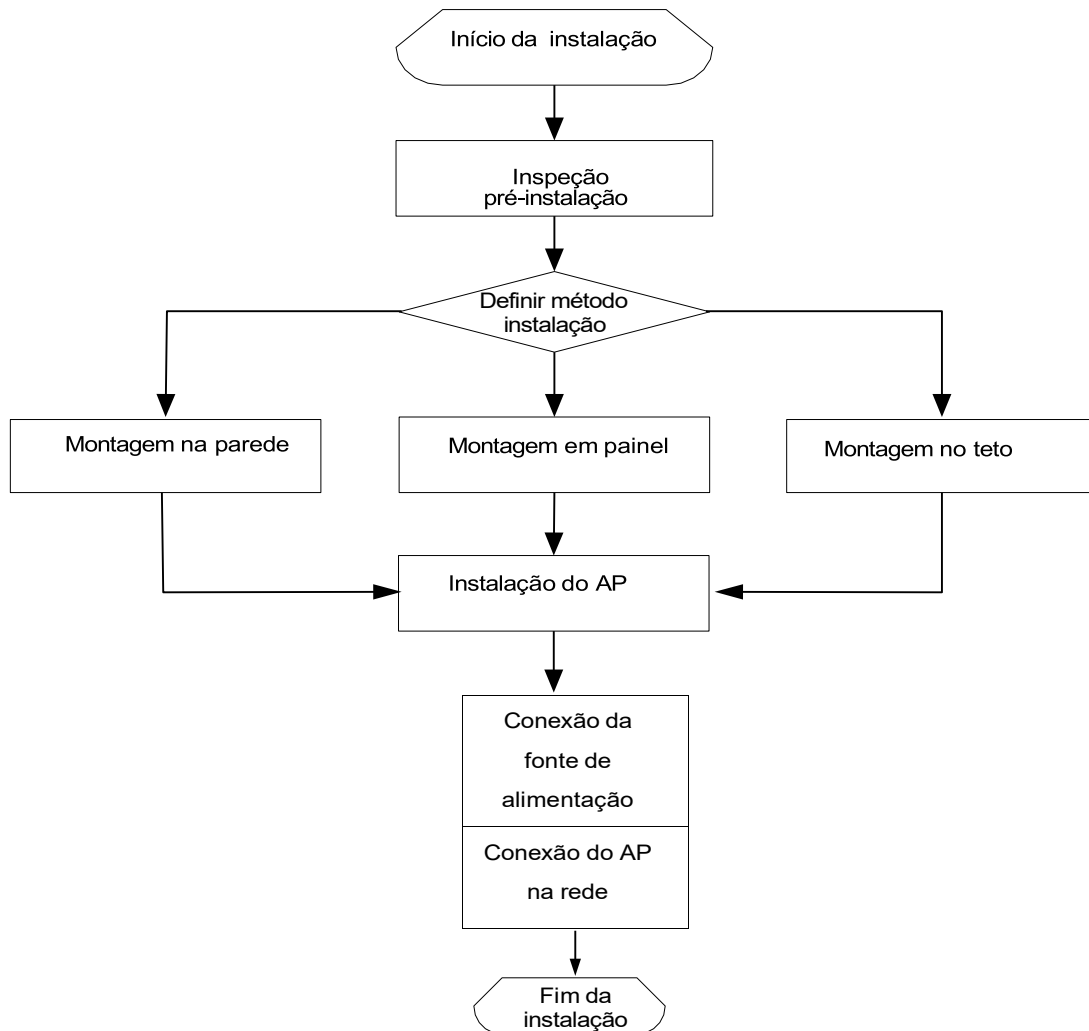 Início da instalação
Inspeção
pré-instalação
Definir método
instalação
Montagem na parede
Montagem em painel
Montagem no teto
Instalação do AP
Conexão da
fonte de
alimentação
Conexão do AP
na rede
Fim da
instalação